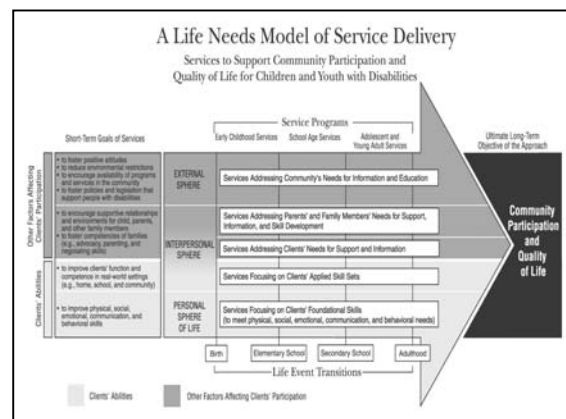 A Life Needs Model of Service Delivery
Services to Support Community Participation and
Quality of Life for Children and Youth with Disabilities
Service Programs
Short-Term Goals of Services
Early Childhood Services
School Age Services
Adolescent and
Young Adult Services
Ultimate Long-Term
Objective of the Approach
Other Factors Affecting
Clients' Participation
• to foster positive attitudes
• to reduce environmental restrictions
• to encourage availability of programs
and services in the community
• to foster policies and legislation that
support people with disabilities
EXTERNAL
SPHERE
Services Addressing Community's Needs for Information and Education
• to encourage supportive relationships
and environments for child, parents,
and other family members
• to foster competencies of families
(e.g., advocacy, parenting, and
negotiating skills)
INTERPERSONAL
SPHERE
Services Addressing Parents' and Family Members' Needs for Support,
Information, and Skill Development
Services Addressing Clients' Needs for Support and Information
Community
Participation
and
Quality
of Life
Clients' Abilities
• to improve clients' function and
competence in real-world settings
(e.g., home, school, and community)
Services Focusing on Clients' Applied Skill Sets
• to improve physical, social,
emotional, communication, and
behavioral skills
PERSONAL
SPHERE
OF LIFE
Services Focusing on Clients' Foundational Skills
(to meet physical, social, emotional, communication, and behavioral needs)
Birth
Elementary School
Secondary School
Adulthood
Life Event Transitions
Clients' Abilities
Other Factors Affecting Clients' Participation